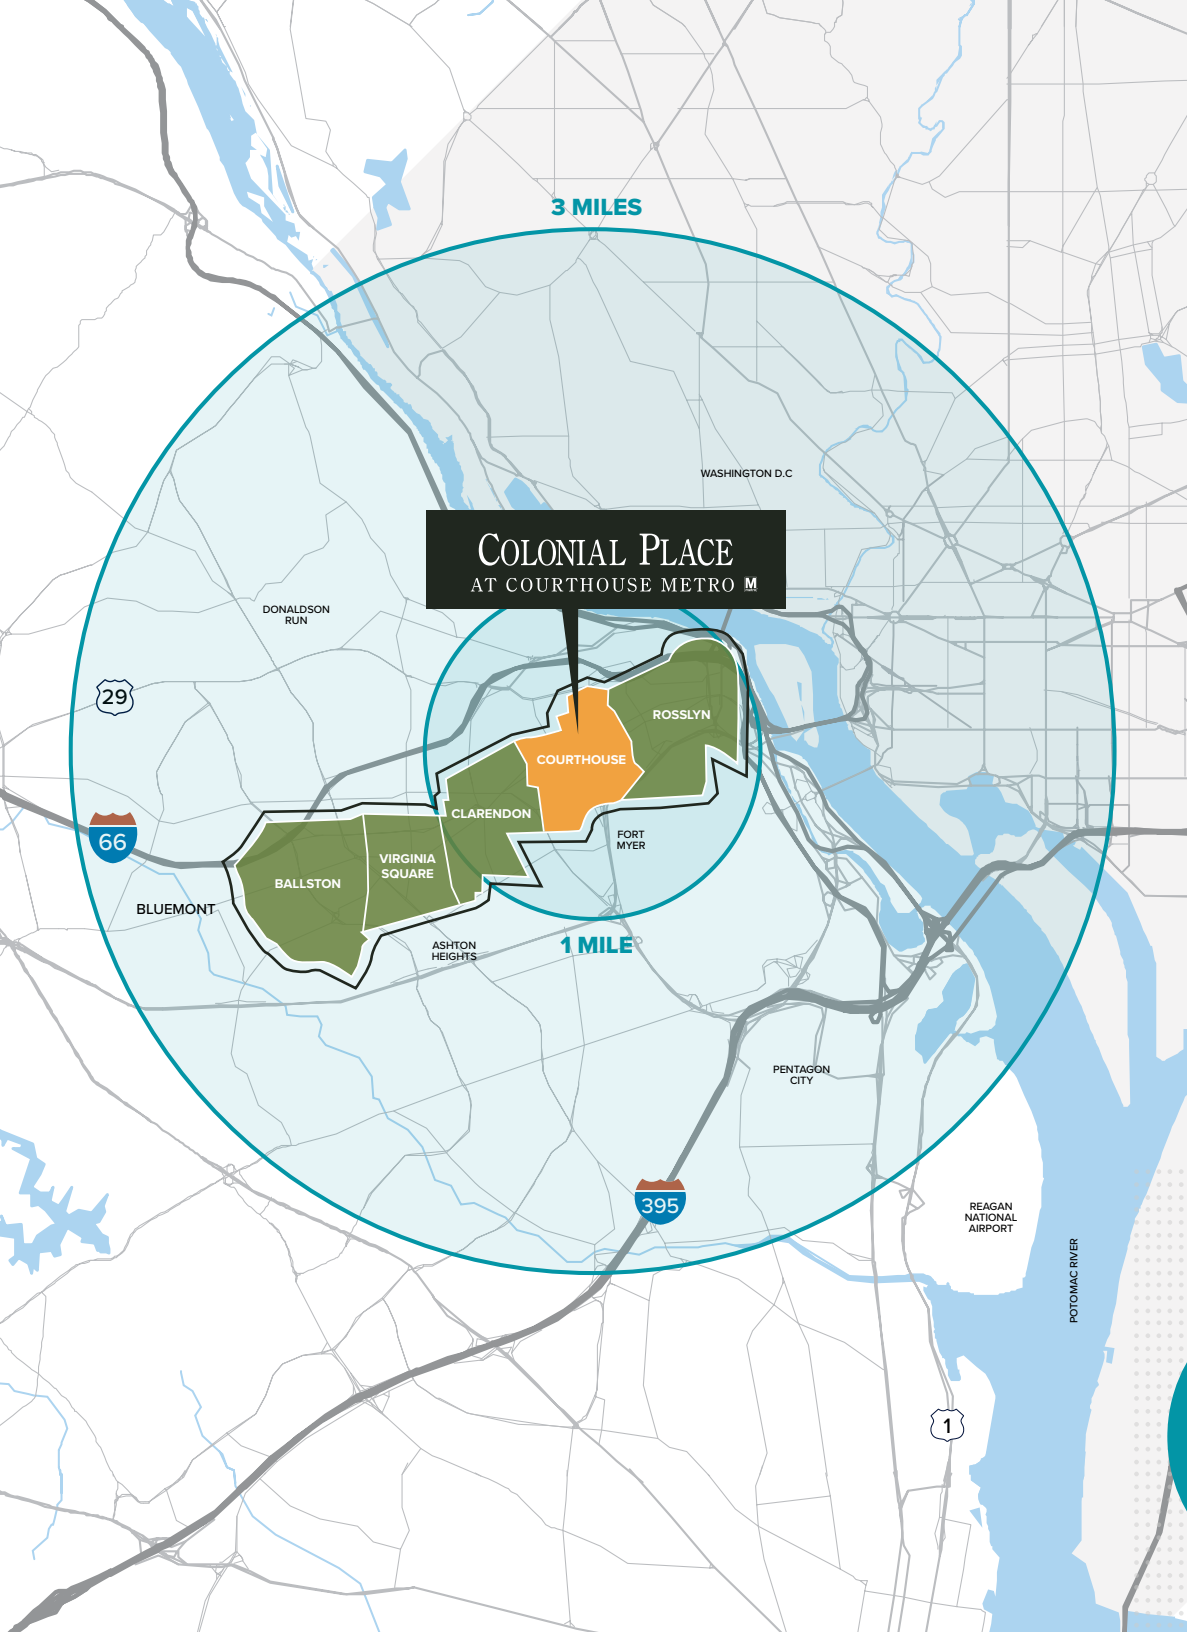 3 MILES
WASHINGTON D.C
COLONIAL PLACE
AT COURTHOUSE METRO M
DONALDSON
RUN
29
ROSSLYN
COURTHOUSE
CLARENDON
66
FORT
MYER
VIRGINIA
SQUARE
BALLSTON
BLUEMONT
ASHTON
HEIGHTS
1 MILE
PENTAGON
CITY
395
REAGAN
NATIONAL
AIRPORT
POTOMAC RIVER
1